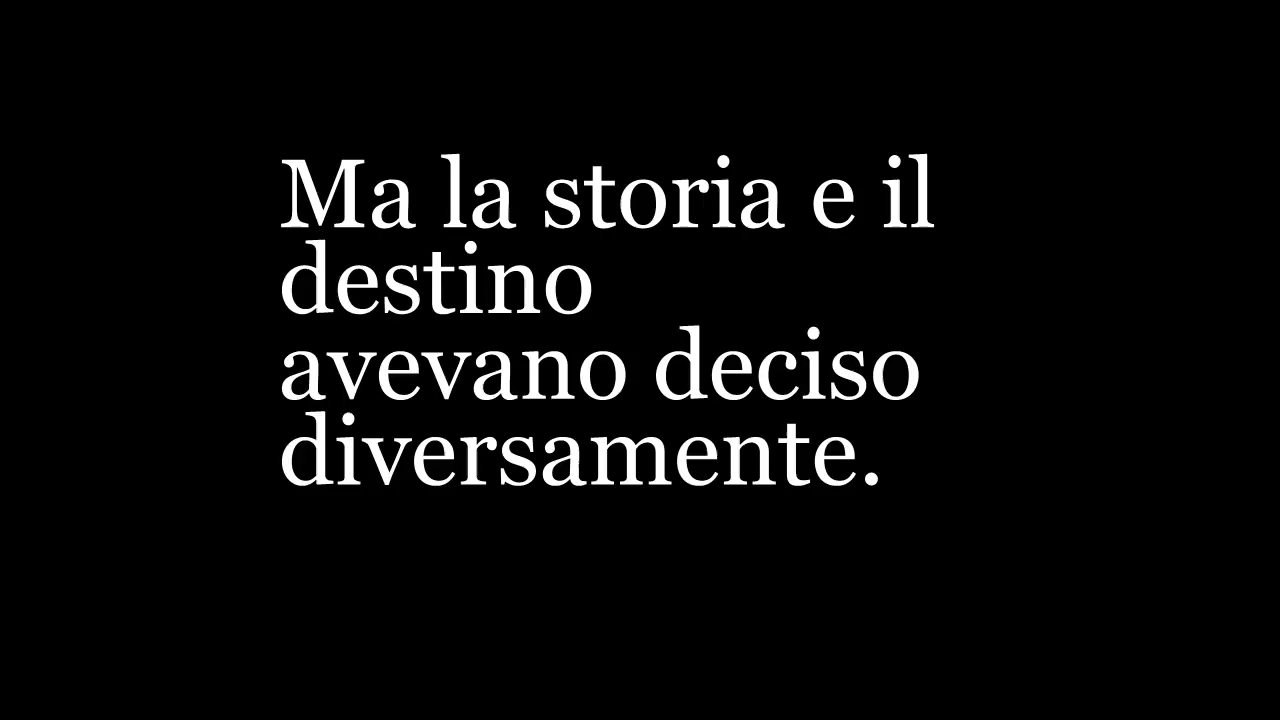 Ma la storia e il
destino
avevano deciso
diversamente.